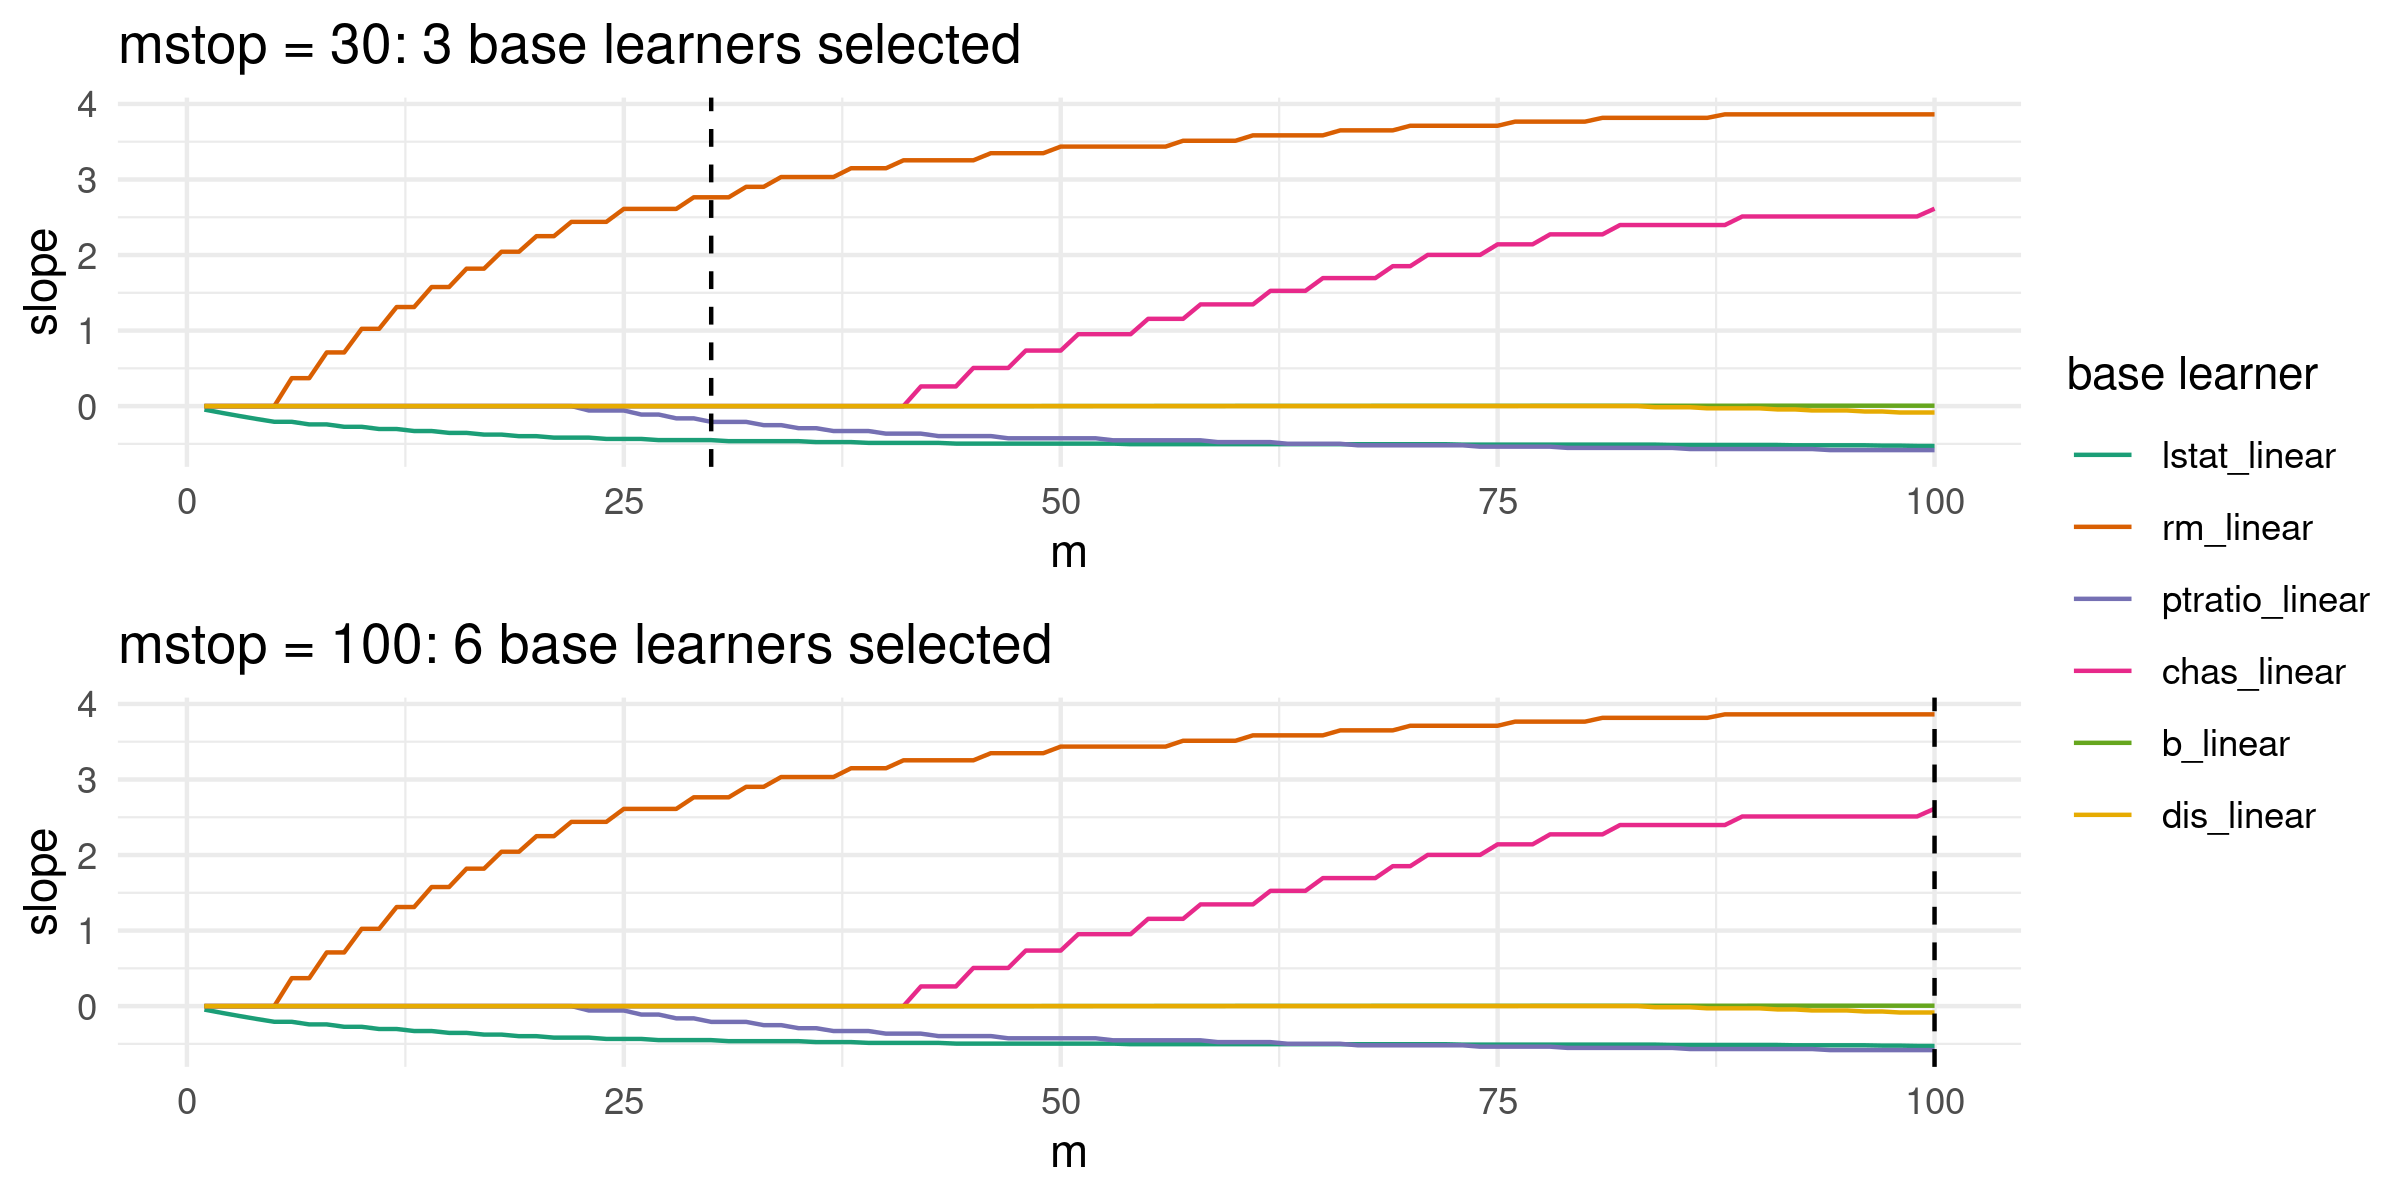 mstop = 30: 3 base learners selected
4
3
2
1
0
slope
0 25 50 75 100
m
mstop = 100: 6 base learners selected
4
3
2
1
0
slope
0 25 50 75 100
m
base learner
lstat_linear
rm_linear
ptratio_linear
chas_linear
b_linear
dis_linear